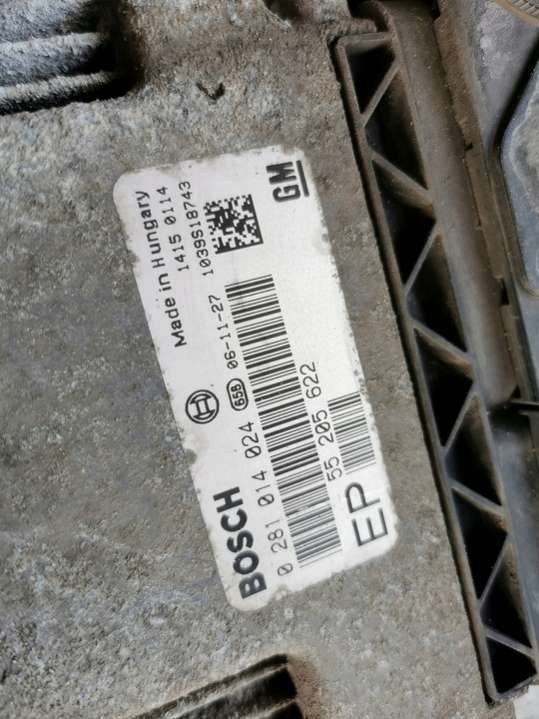 Made in Hungary
1415 0114
1039S18743
GM
658 06-11-27
BOSCH
0 281 014 024
55 205 622
EP